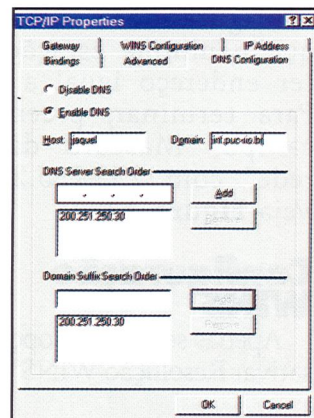 TCP/IP Properties
Gateway WINS Configuration IP Address
Bindings Advanced DNS Configuration
Disable DNS
Enable DNS
Host: jaquel Domain: inf.puc-rio.br
DNS Server Search Order
. . . Add
200.251.250.30
Domain Suffix Search Order
Add
200.251.250.30 Remove
OK Cancel